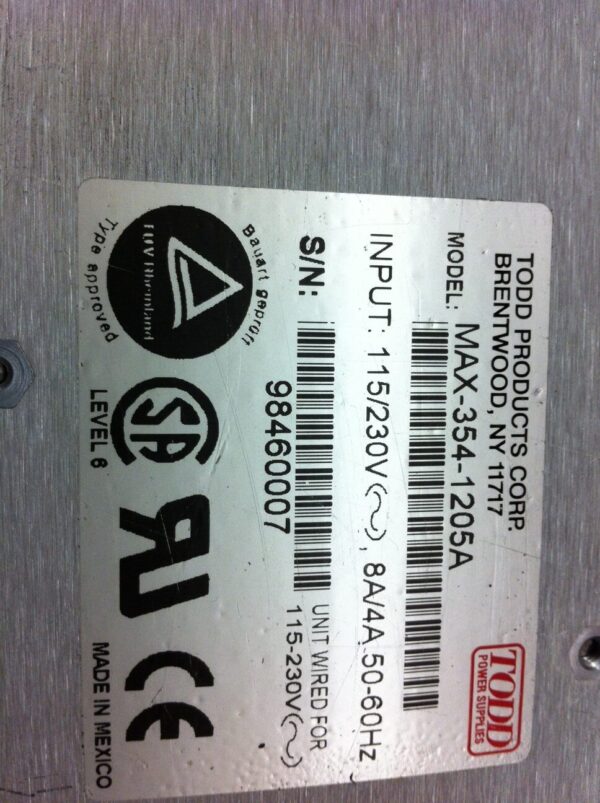 TODD PRODUCTS CORP.
BRENTWOOD, NY 11717
TODD
POWER SUPPLIES
MODEL: MAX-354-1205A
INPUT: 115/230V(~), 8A/4A 50-60Hz
S/N:
98460007
UNIT WIRED FOR
115-230V(~)
Bauart geprüft
TÜV Rheinland
Type approved
SA
LEVEL 6
UR
CE
MADE IN MEXICO